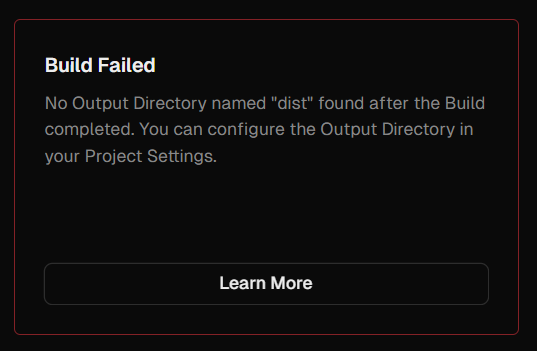 Build Failed
No Output Directory named "dist" found after the Build
completed. You can configure the Output Directory in
your Project Settings.
Learn More